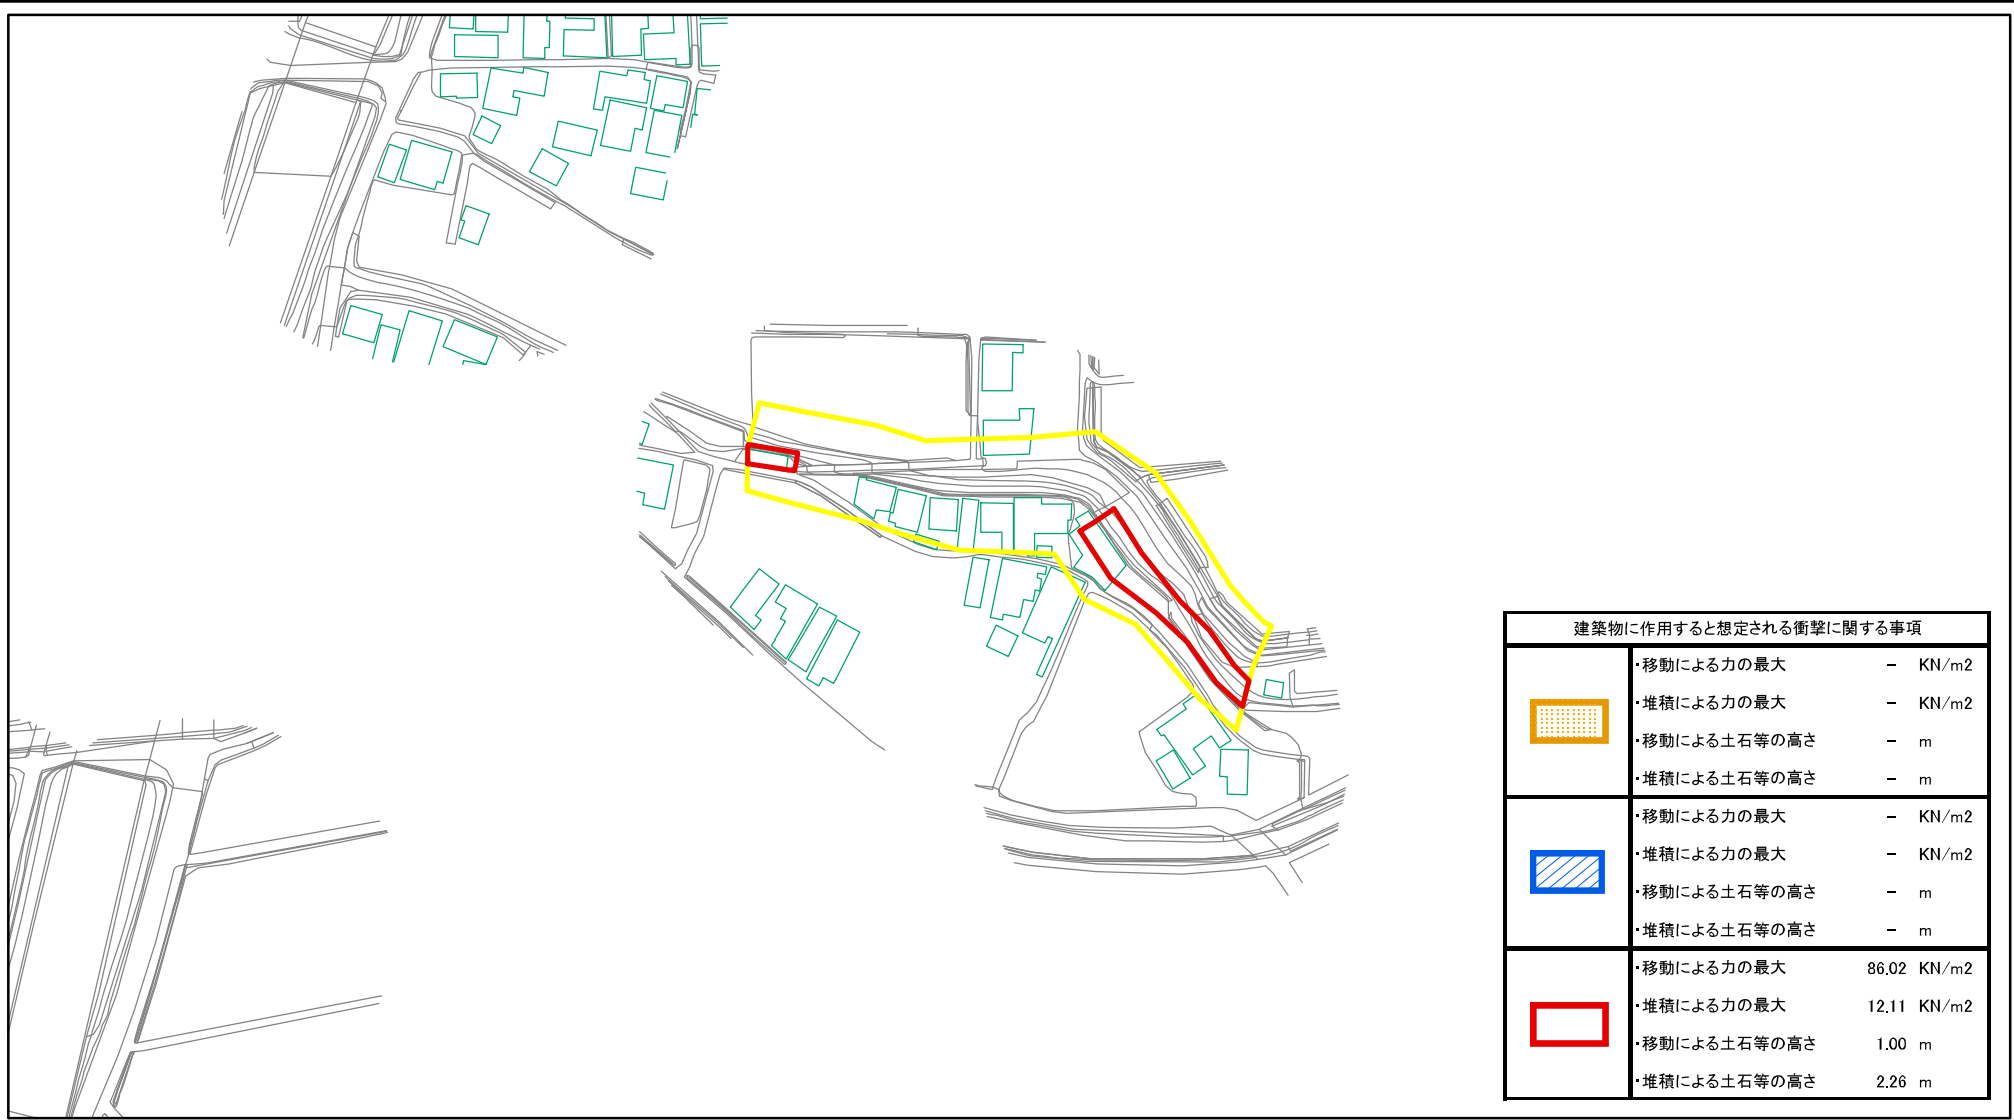 建築物に作用すると想定される衝撃に関する事項
・移動による力の最大 － KN/m2
・堆積による力の最大 － KN/m2
・移動による土石等の高さ － m
・堆積による土石等の高さ － m
・移動による力の最大 － KN/m2
・堆積による力の最大 － KN/m2
・移動による土石等の高さ － m
・堆積による土石等の高さ － m
・移動による力の最大 86.02 KN/m2
・堆積による力の最大 12.11 KN/m2
・移動による土石等の高さ 1.00 m
・堆積による土石等の高さ 2.26 m